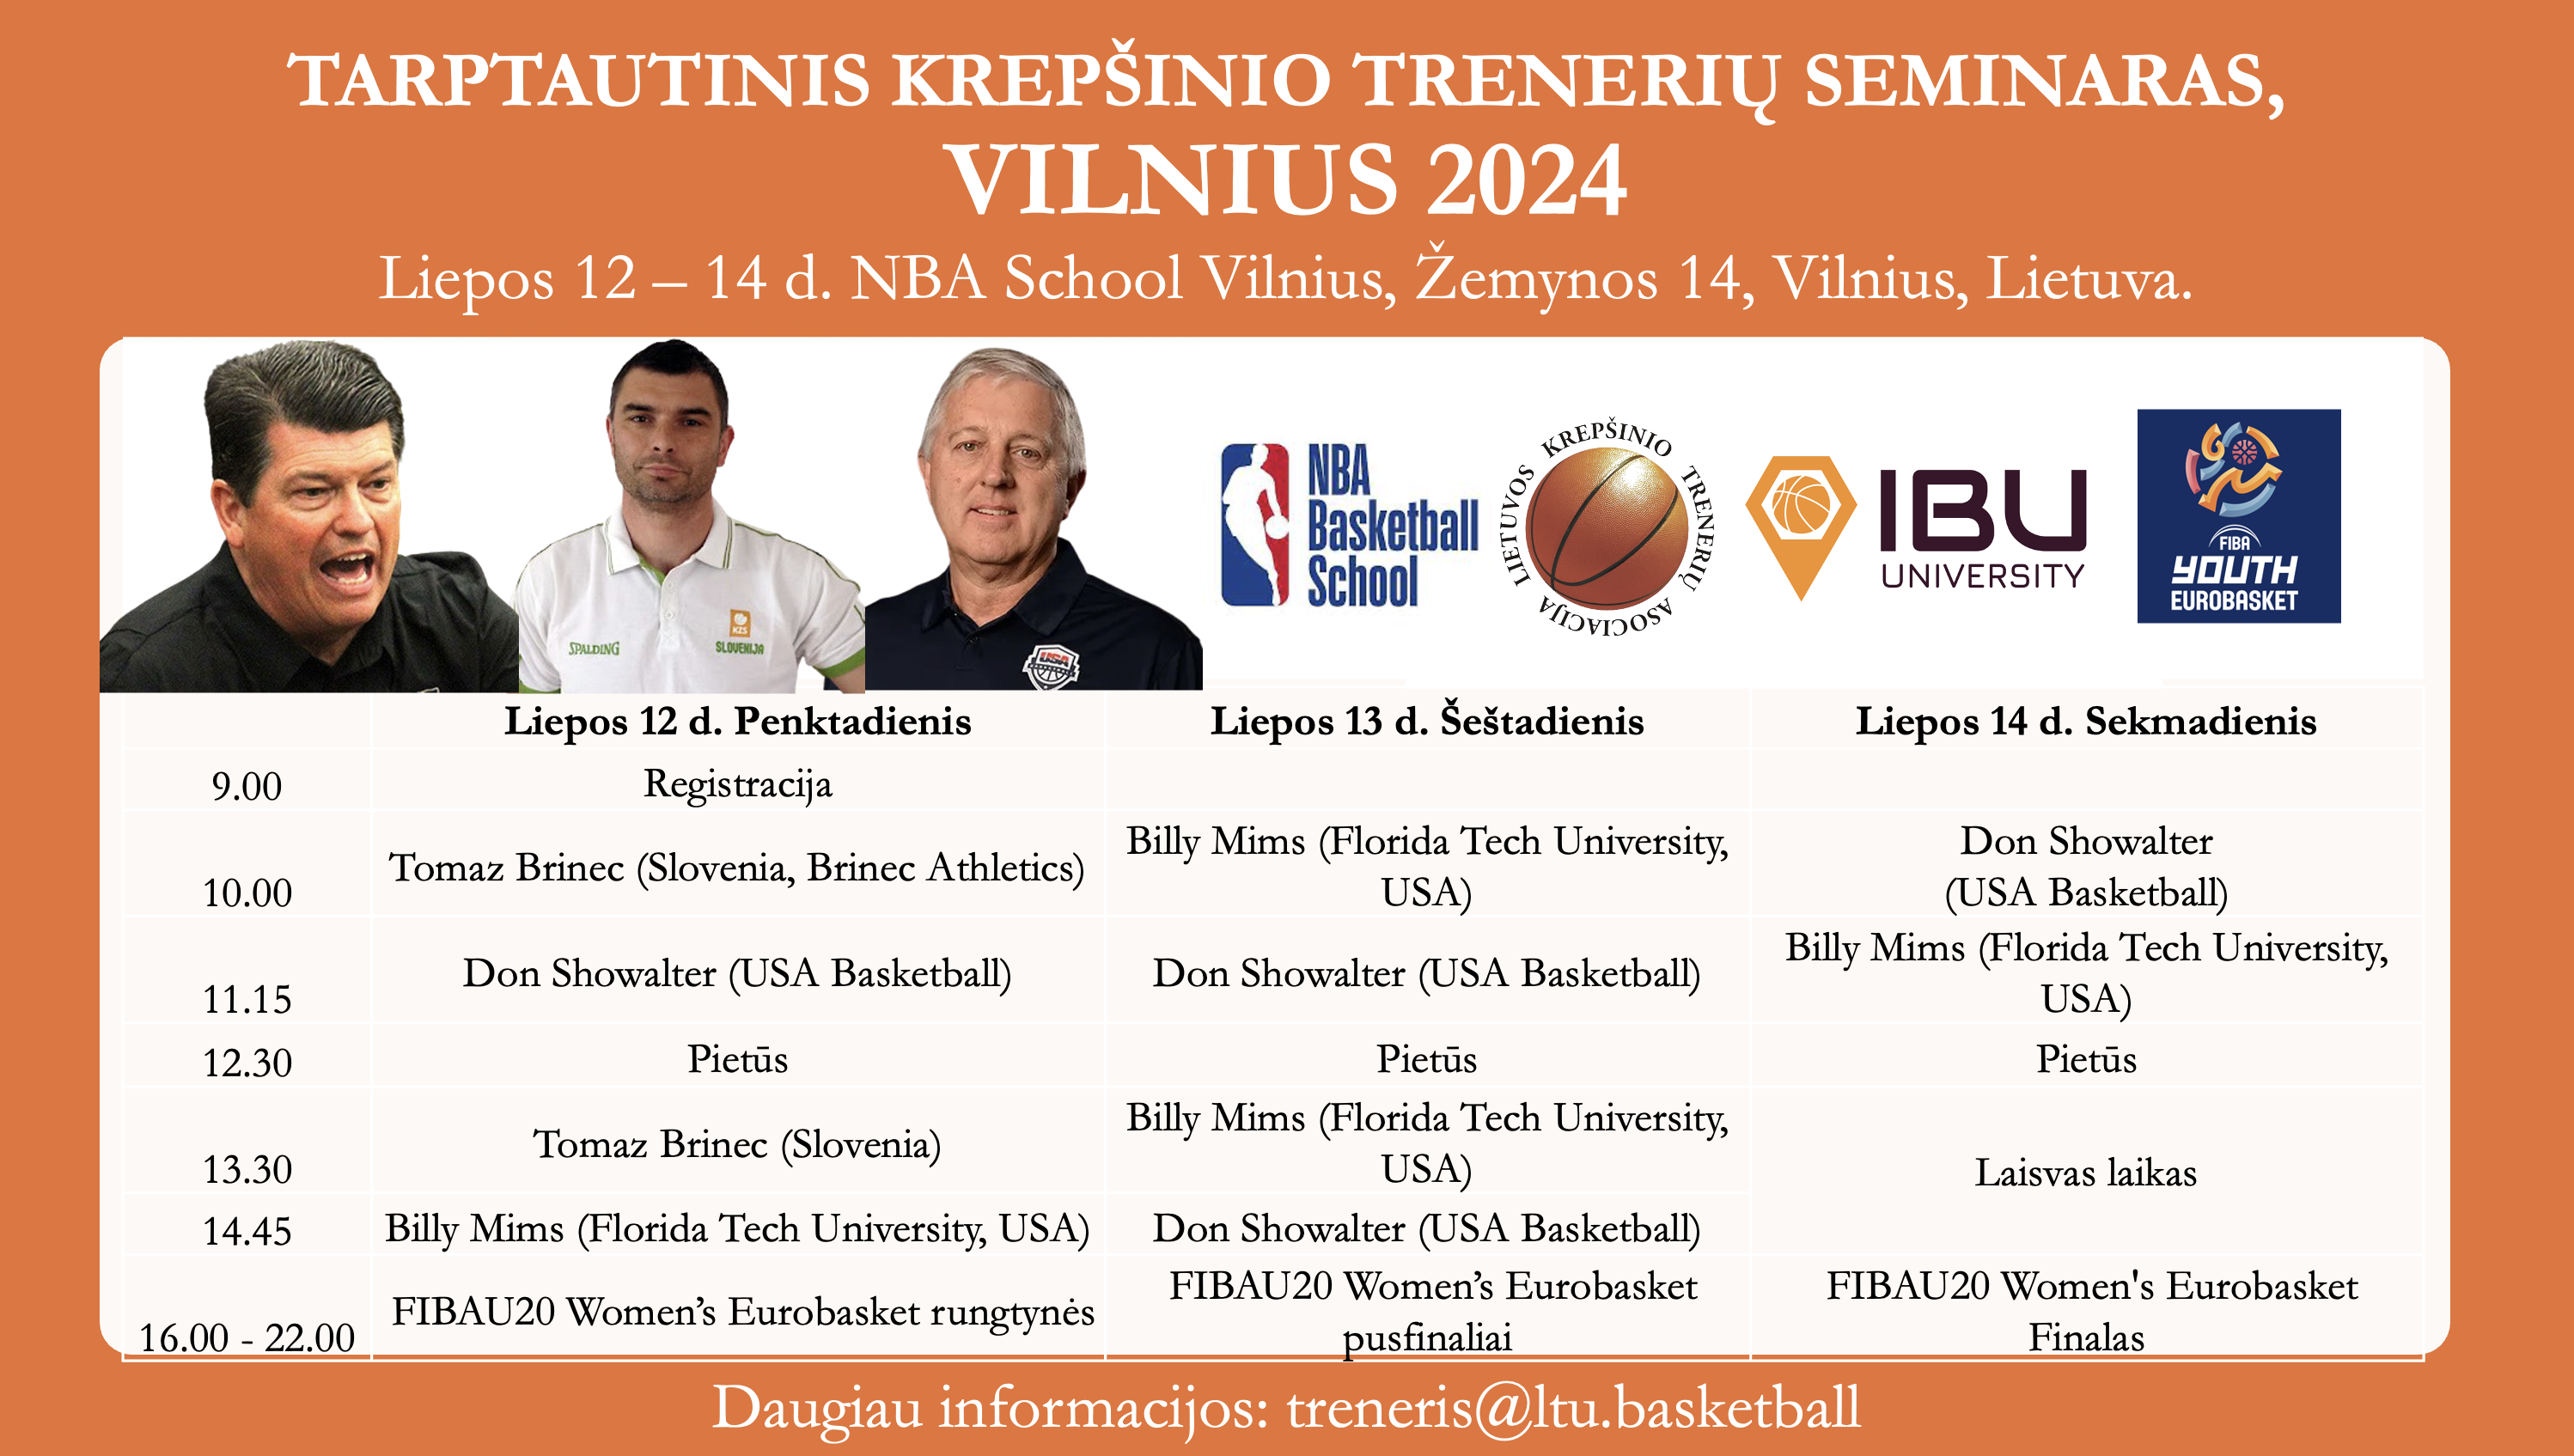 TARPTAUTINIS KREPŠINIO TRENERIŲ SEMINARAS,
VILNIUS 2024
Liepos 12 – 14 d. NBA School Vilnius, Žemynos 14, Vilnius, Lietuva.
SPALDING
KZS
SLOVENIJA
USA
NBA
Basketball
School
LIETUVOS KREPŠINIO TRENERIŲ ASOCIACIJA
IBU
UNIVERSITY
FIBA
YOUTH
EUROBASKET
Liepos 12 d. Penktadienis
Liepos 13 d. Šeštadienis
Liepos 14 d. Sekmadienis
9.00
Registracija
10.00
Tomaz Brinec (Slovenia, Brinec Athletics)
Billy Mims (Florida Tech University,
USA)
Don Showalter
(USA Basketball)
11.15
Don Showalter (USA Basketball)
Don Showalter (USA Basketball)
Billy Mims (Florida Tech University,
USA)
12.30
Pietūs
Pietūs
Pietūs
13.30
Tomaz Brinec (Slovenia)
Billy Mims (Florida Tech University,
USA)
Laisvas laikas
14.45
Billy Mims (Florida Tech University, USA)
Don Showalter (USA Basketball)
16.00 - 22.00
FIBAU20 Women’s Eurobasket rungtynės
FIBAU20 Women’s Eurobasket
pusfinaliai
FIBAU20 Women's Eurobasket
Finalas
Daugiau informacijos: treneris@ltu.basketball